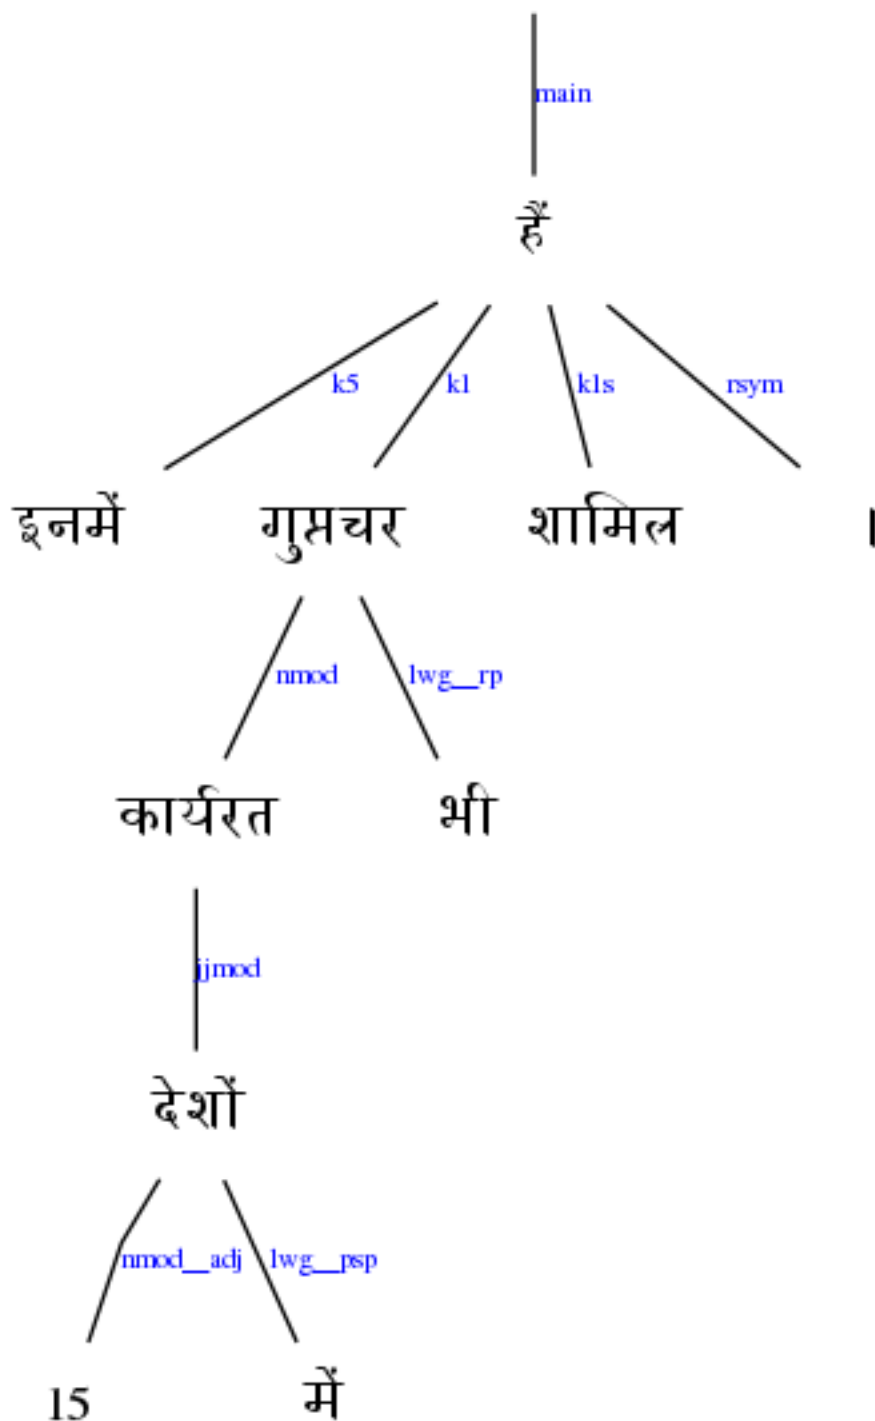 main
हैं
k5 k1 k1s rsym
इनमें गुप्तचर शामिल ।
nmod lwg__rp
कार्यरत भी
jjmod
देशों
nmod__adj lwg__psp
15 में